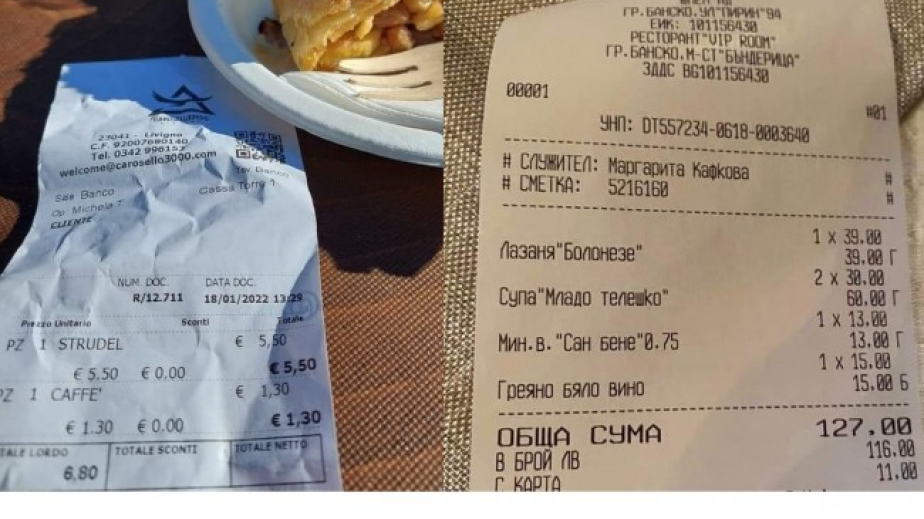 23041 - Livigno
C.F. 92007680140
Tel. 0342 996152
welcome@carosello3000.com
Sala Banco
Op. Michela T.
Cassa Torre 1
CLIENTE
NUM. DOC. DATA DOC.
R/12.711 18/01/2022 13:29
Prezzo Unitario Sconti Totale
PZ 1 STRUDEL € 5,50
€ 5.50 € 0.00 € 5,50
PZ 1 CAFFE' € 1,30
€ 1.30 € 0.00 € 1,30
TALE LORDO TOTALE SCONTI TOTALE NETTO
6,80
ГР.БАНСКО.УЛ"ПИРИН"94
ЕИК: 101156430
РЕСТОРАНТ"VIP ROOM"
ГР.БАНСКО.М-СТ"БЪНДЕРИЦА"
ЗДДС BG101156430
00001 #01
УНП: DT557234-0618-0003640
# СЛУЖИТЕЛ: Маргарита Кафкова #
# СМЕТКА: 5216160 #
1 x 39.00
Лазаня"Болонезе" 39.00 Г
2 x 30.00
Супа"Младо телешко" 60.00 Г
1 x 13.00
Мин.в."Сан бене"0.75 13.00 Г
1 x 15.00
Греяно бяло вино 15.00 Б
ОБЩА СУМА 127.00
В БРОЙ ЛВ 116.00
С КАРТА 11.00